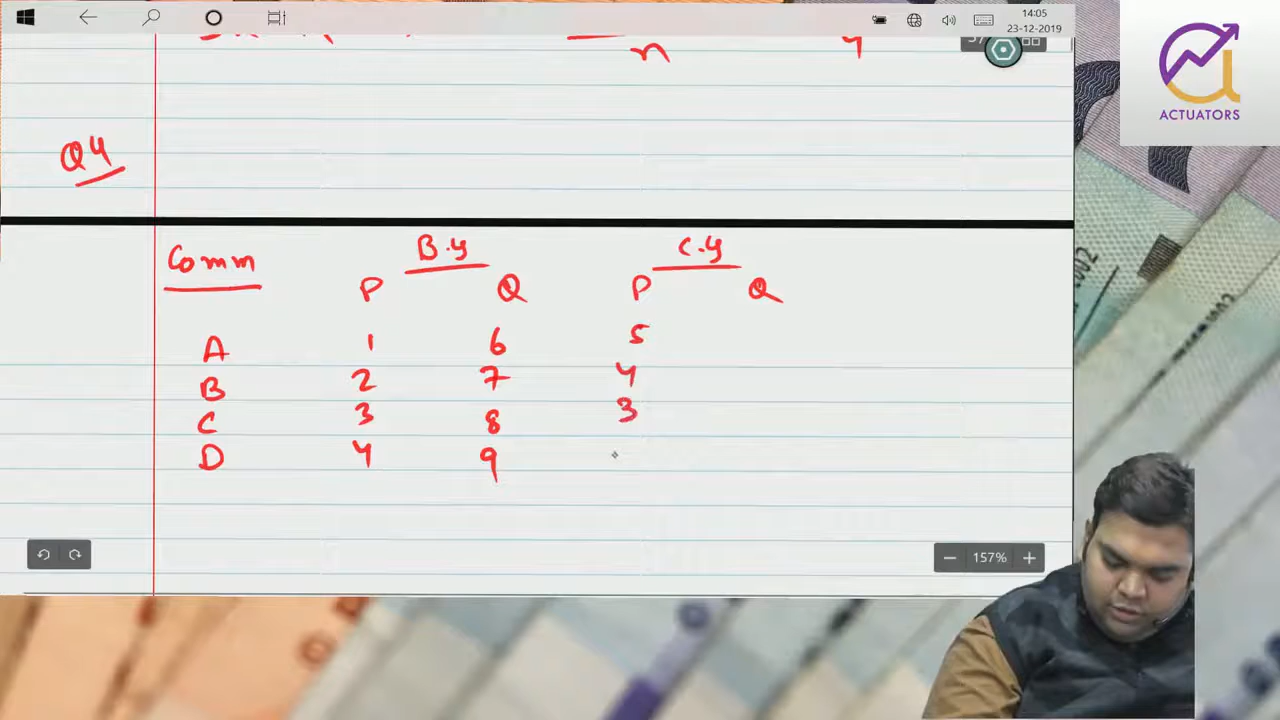 14:05
23-12-2019
n 4
ACTUATORS
Q4
Comm B.y C.y
P Q P Q
A 1 6 5
B 2 7 4
C 3 8 3
D 4 9
157%